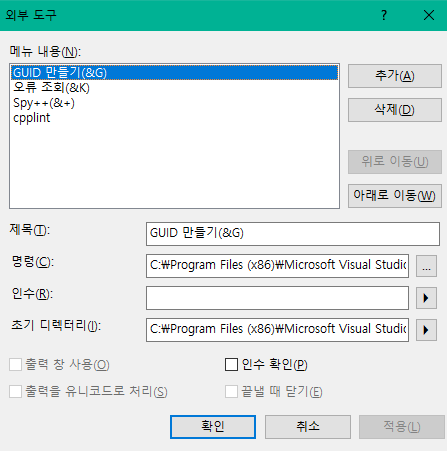 외부 도구
메뉴 내용(N):
GUID 만들기(&G)
오류 조회(&K)
Spy++(&+)
cpplint
추가(A)
삭제(D)
위로 이동(U)
아래로 이동(W)
제목(T):
GUID 만들기(&G)
명령(C):
C:₩Program Files (x86)₩Microsoft Visual Studio
...
인수(R):
초기 디렉터리(I):
C:₩Program Files (x86)₩Microsoft Visual Studio
출력 창 사용(O)
인수 확인(P)
출력을 유니코드로 처리(S)
끝낼 때 닫기(E)
확인
취소
적용(L)